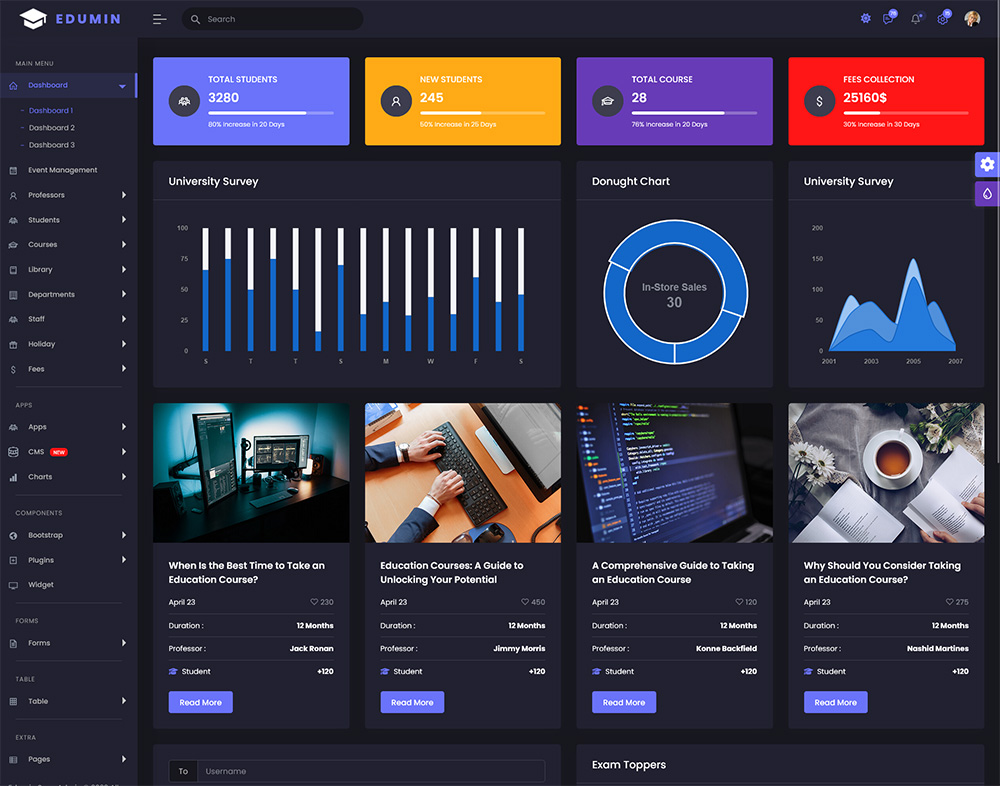 EDUMIN
Search
76
15
MAIN MENU
Dashboard
- Dashboard 1
- Dashboard 2
- Dashboard 3
Event Management
Professors
Students
Courses
Library
Departments
Staff
Holiday
Fees
APPS
Apps
CMS NEW
Charts
COMPONENTS
Bootstrap
Plugins
Widget
FORMS
Forms
TABLE
Table
EXTRA
Pages
TOTAL STUDENTS
3280
80% Increase in 20 Days
NEW STUDENTS
245
50% Increase in 25 Days
TOTAL COURSE
28
76% Increase in 20 Days
FEES COLLECTION
$
25160$
30% Increase in 30 Days
University Survey
100
75
50
25
0
S T T S M W F S
Donught Chart
In-Store Sales
30
University Survey
200
150
100
50
0
2001 2003 2005 2007
When Is the Best Time to Take an
Education Course?
April 23 230
Duration : 12 Months
Professor : Jack Ronan
Student +120
Read More
Education Courses: A Guide to
Unlocking Your Potential
April 23 450
Duration : 12 Months
Professor : Jimmy Morris
Student +120
Read More
A Comprehensive Guide to Taking
an Education Course
April 23 120
Duration : 12 Months
Professor : Konne Backfield
Student +120
Read More
Why Should You Consider Taking
an Education Course?
April 23 275
Duration : 12 Months
Professor : Nashid Martines
Student +120
Read More
To Username
Exam Toppers